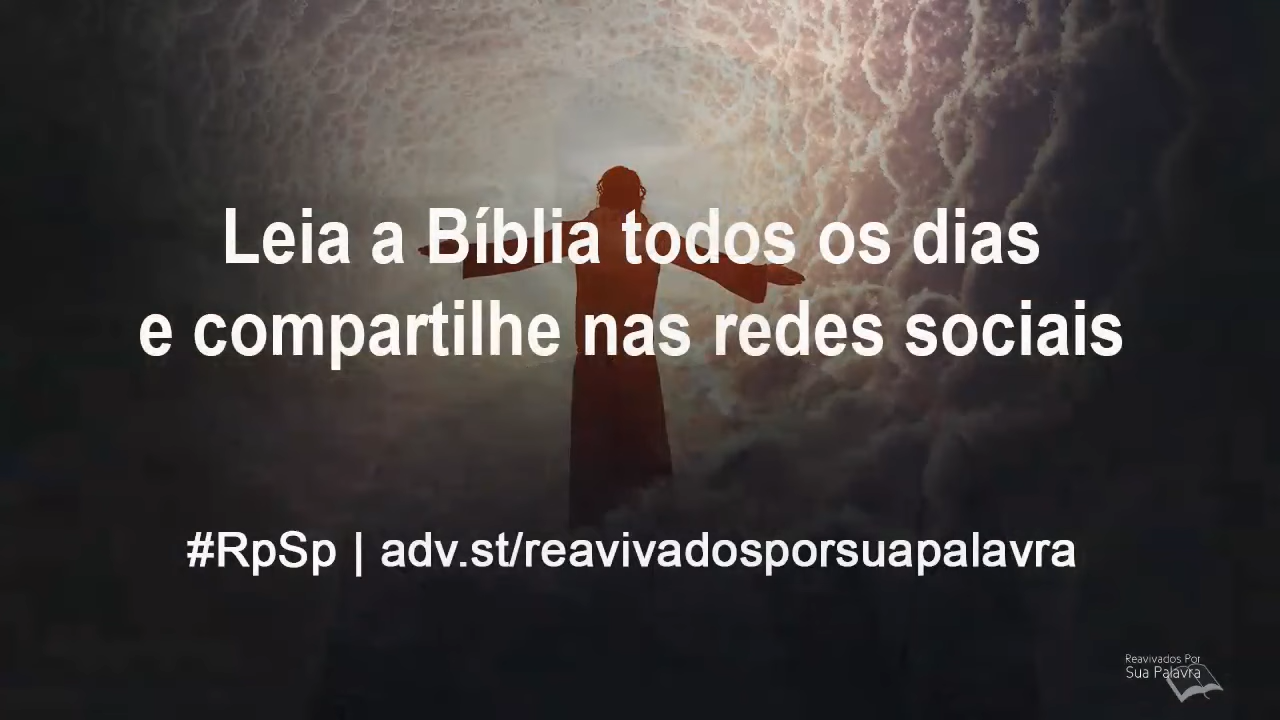 Leia a Bíblia todos os dias
e compartilhe nas redes sociais
#RpSp | adv.st/reavivadosporsuapalavra
Reavivados Por
Sua Palavra